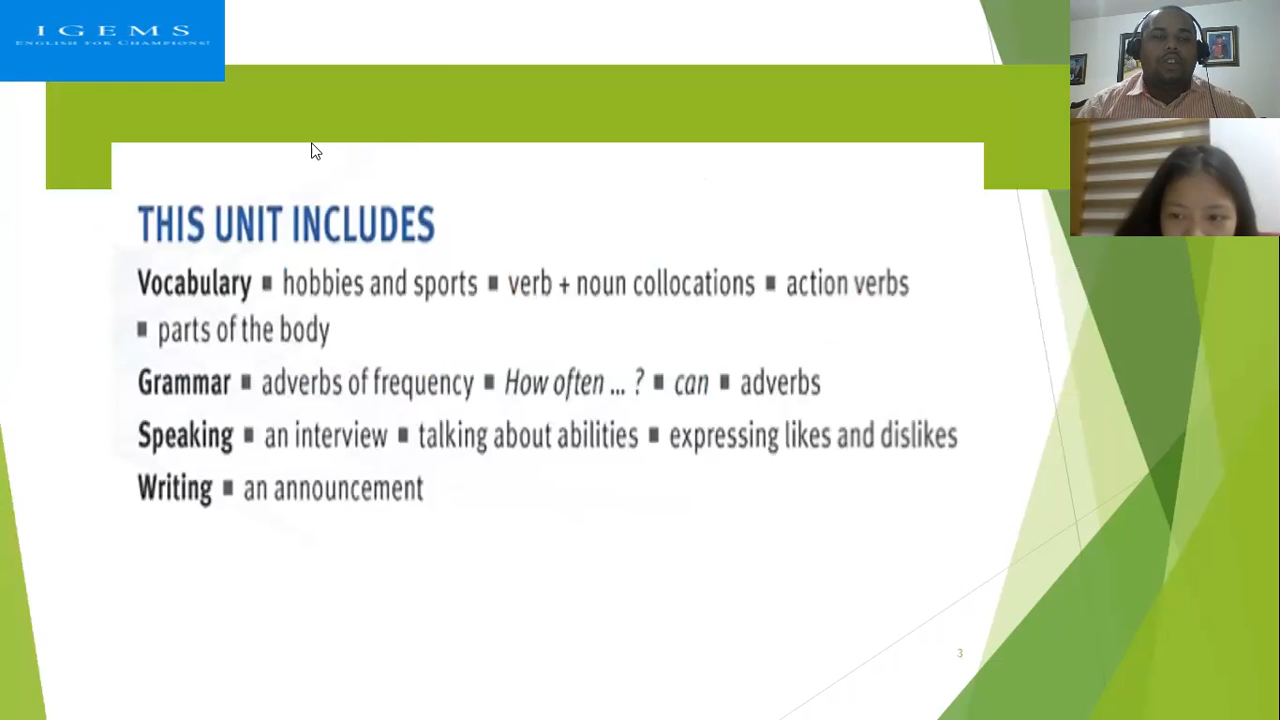 IGEMS
ENGLISH FOR CHAMPIONS!
THIS UNIT INCLUDES
Vocabulary ▪ hobbies and sports ▪ verb + noun collocations ▪ action verbs
▪ parts of the body
Grammar ▪ adverbs of frequency ▪ How often ... ? ▪ can ▪ adverbs
Speaking ▪ an interview ▪ talking about abilities ▪ expressing likes and dislikes
Writing ▪ an announcement
3